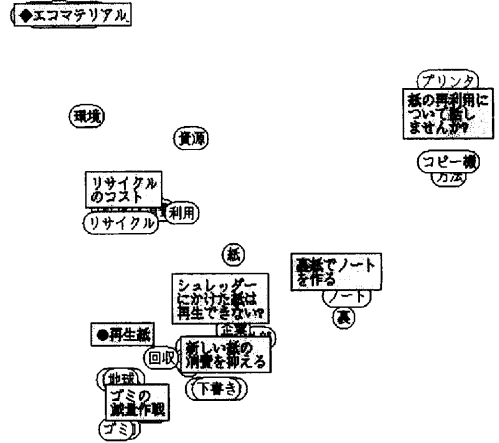 ◆エコマテリアル
プリンタ
紙の再利用に
ついて話し
ませんか?
環境
資源
コピー機
方法
リサイクル
のコスト
利用
リサイクル
紙
裏紙でノート
を作る
シュレッダー
にかけた紙は
再生できない?
ノート
裏
企業
●再生紙
新しい紙の
消費を抑える
回収
地球
下書き
ゴミの
減量作戦
ゴミ